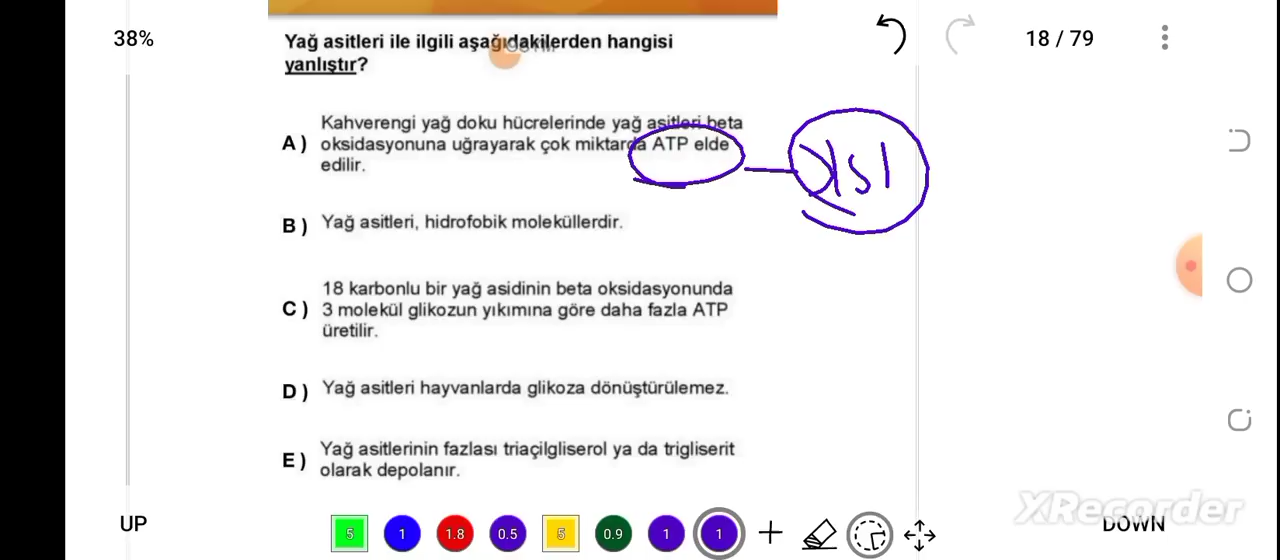 38%
18 / 79
Yağ asitleri ile ilgili aşağıdakilerden hangisi
yanlıştır?
A) Kahverengi yağ doku hücrelerinde yağ asitleri beta
oksidasyonuna uğrayarak çok miktarda ATP elde
edilir.
ısı
B) Yağ asitleri, hidrofobik moleküllerdir.
C) 18 karbonlu bir yağ asidinin beta oksidasyonunda
3 molekül glikozun yıkımına göre daha fazla ATP
üretilir.
D) Yağ asitleri hayvanlarda glikoza dönüştürülemez.
E) Yağ asitlerinin fazlası triaçilgliserol ya da trigliserit
olarak depolanır.
UP
5 1 1.8 0.5 5 0.9 1 1
XRecorder
DOWN